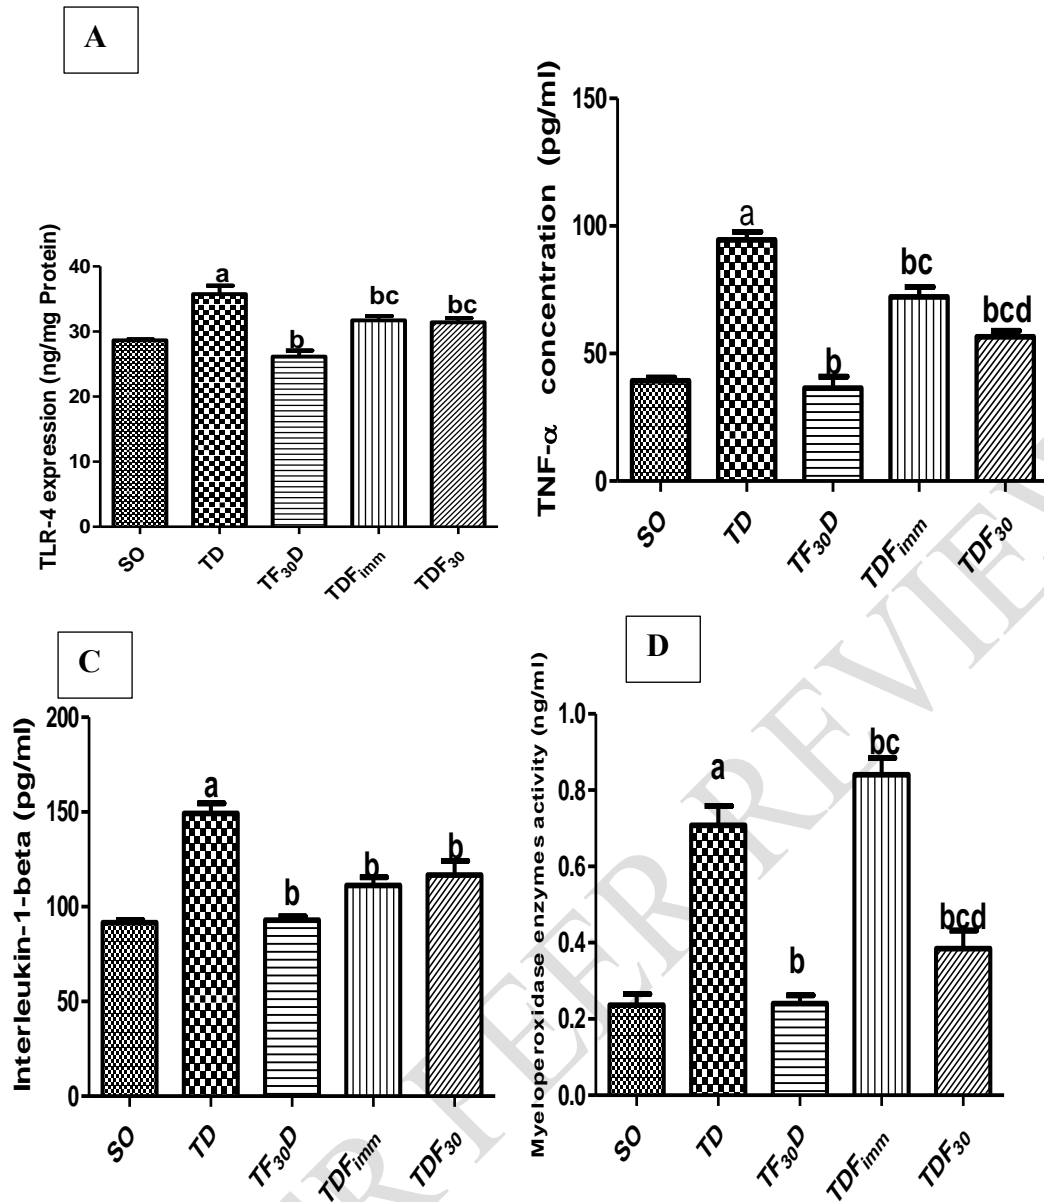 A
TLR-4 expression (ng/mg Protein)
40
30
20
10
0
a
b
bc
bc
SO
TD
TF30D
TDFimm
TDF30
TNF-α concentration (pg/ml)
150
100
50
0
a
b
bc
bcd
SO
TD
TF30D
TDFimm
TDF30
C
Interleukin-1-beta (pg/ml)
200
150
100
50
0
a
b
b
b
SO
TD
TF30D
TDFimm
TDF30
D
Myeloperoxidase enzymes activity (ng/ml)
1.0
0.8
0.6
0.4
0.2
0.0
a
b
bc
bcd
SO
TD
TF30D
TDFimm
TDF30
ER PEER REVIEW